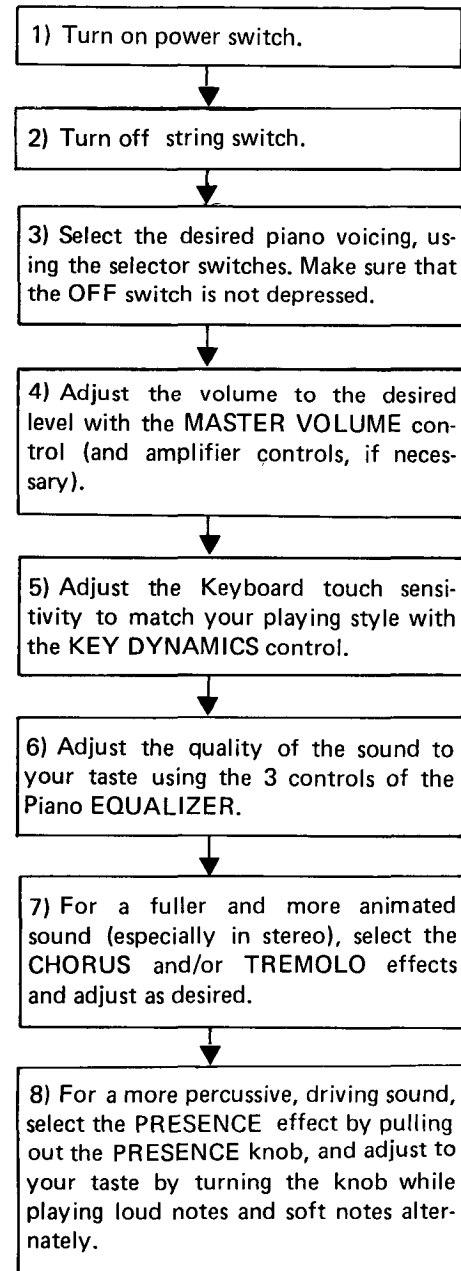 1) Turn on power switch.
2) Turn off string switch.
3) Select the desired piano voicing, us-
ing the selector switches. Make sure that
the OFF switch is not depressed.
4) Adjust the volume to the desired
level with the MASTER VOLUME con-
trol (and amplifier controls, if neces-
sary).
5) Adjust the Keyboard touch sensi-
tivity to match your playing style with
the KEY DYNAMICS control.
6) Adjust the quality of the sound to
your taste using the 3 controls of the
Piano EQUALIZER.
7) For a fuller and more animated
sound (especially in stereo), select the
CHORUS and/or TREMOLO effects
and adjust as desired.
8) For a more percussive, driving sound,
select the PRESENCE effect by pulling
out the PRESENCE knob, and adjust to
your taste by turning the knob while
playing loud notes and soft notes alter-
nately.